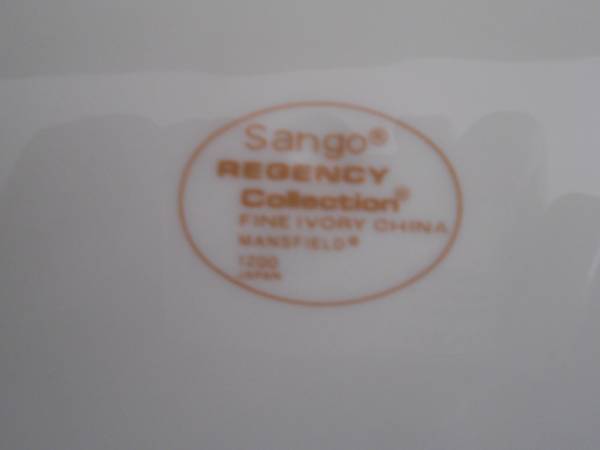 Sango®
REGENCY
Collection®
FINE IVORY CHINA
MANSFIELD®
1200
JAPAN